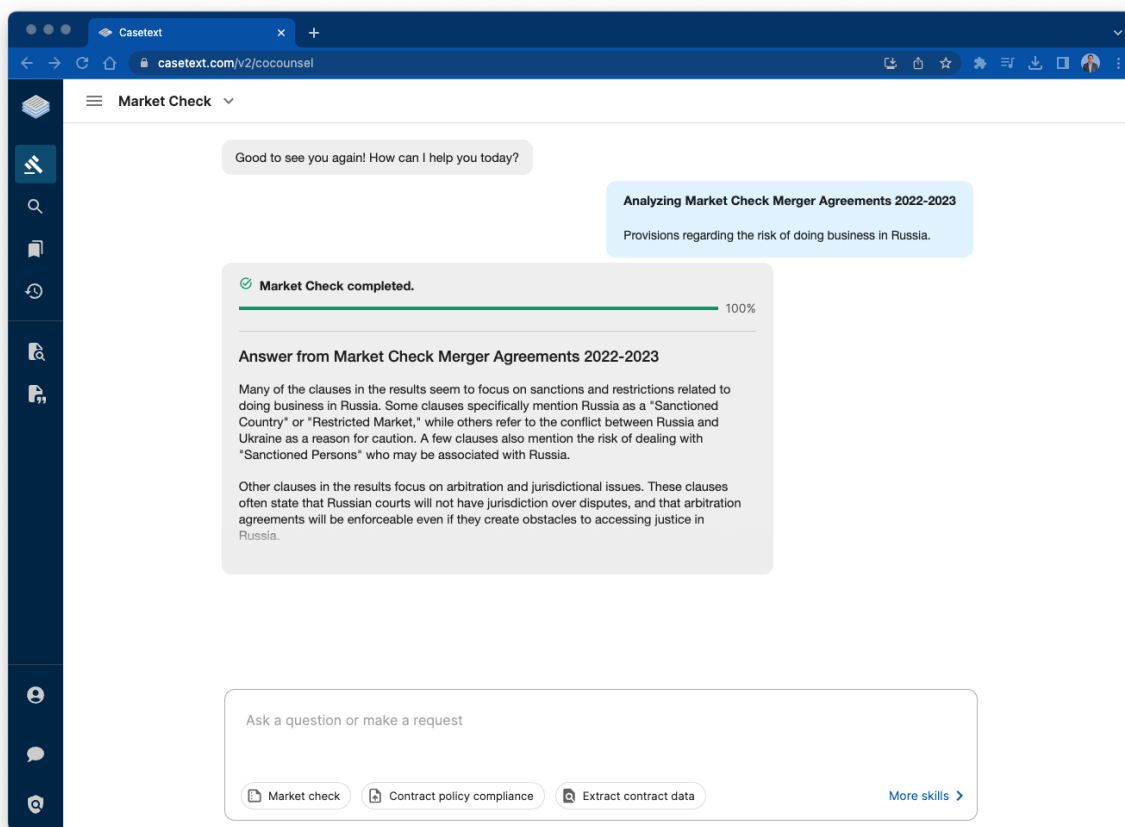 Casetext
casetext.com/v2/cocounsel
Market Check
Good to see you again! How can I help you today?
Analyzing Market Check Merger Agreements 2022-2023
Provisions regarding the risk of doing business in Russia.
Market Check completed.
100%
Answer from Market Check Merger Agreements 2022-2023
Many of the clauses in the results seem to focus on sanctions and restrictions related to
doing business in Russia. Some clauses specifically mention Russia as a "Sanctioned
Country" or "Restricted Market," while others refer to the conflict between Russia and
Ukraine as a reason for caution. A few clauses also mention the risk of dealing with
"Sanctioned Persons" who may be associated with Russia.
Other clauses in the results focus on arbitration and jurisdictional issues. These clauses
often state that Russian courts will not have jurisdiction over disputes, and that arbitration
agreements will be enforceable even if they create obstacles to accessing justice in
Russia.
Ask a question or make a request
Market check
Contract policy compliance
Extract contract data
More skills